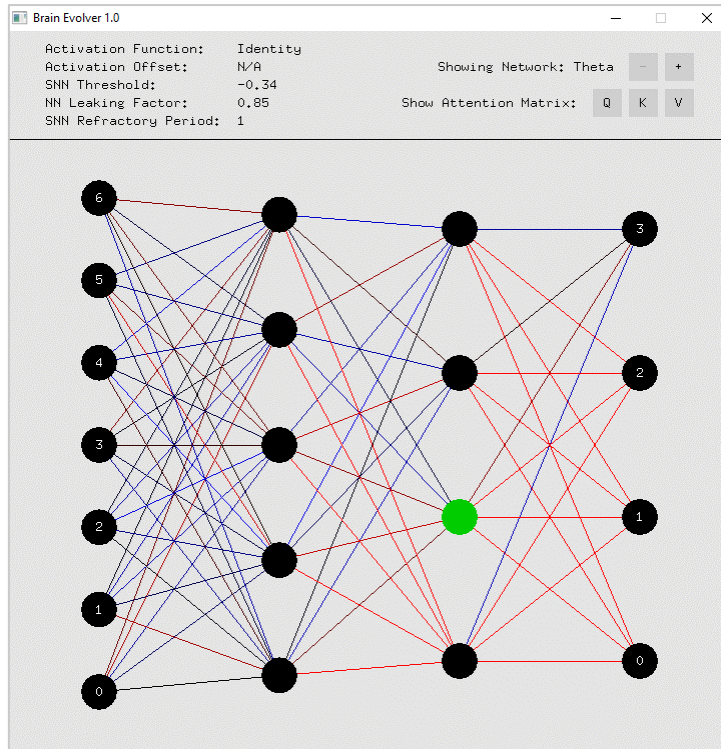 Brain Evolver 1.0
Activation Function: Identity
Activation Offset: N/A
SNN Threshold: -0.34
NN Leaking Factor: 0.85
SNN Refractory Period: 1
Showing Network: Theta - +
Show Attention Matrix: Q K V
6
5
4
3
2
1
0
3
2
1
0